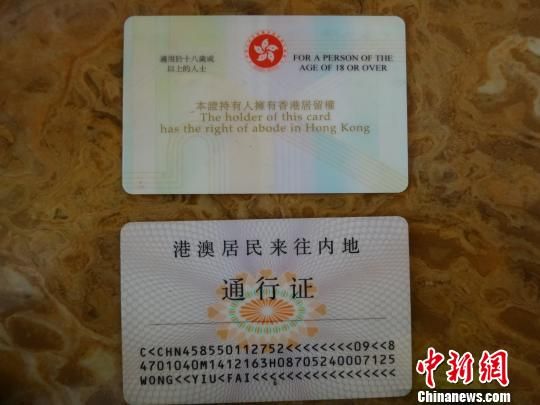 適用於十八歲或
以上的人士
FOR A PERSON OF THE
AGE OF 18 OR OVER
本證持有人擁有香港居留權
The holder of this card
has the right of abode in Hong Kong
港澳居民来往内地
通行证
C<CHN458550112752<<<<<<<<09<<8
4701040M1412163H08705240007125
WONG<<YIU<FAI<<<<<<<<<<<<<<<<<
中新网
Chinanews.com